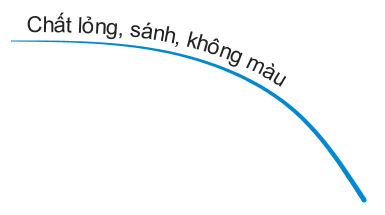 Chất lỏng, sánh, không màu